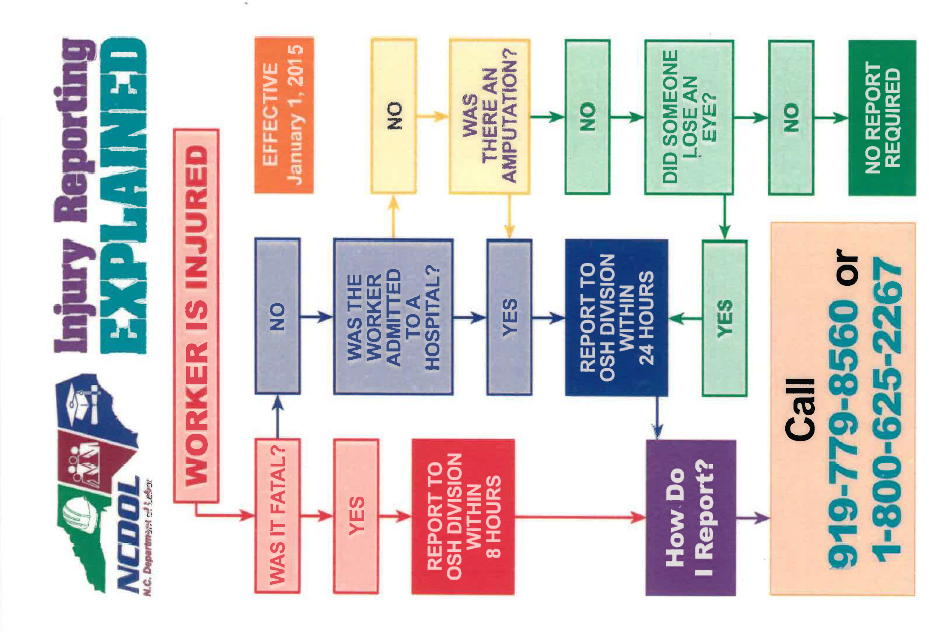 Injury Reporting
EXPLAINED
NCDOL
N.C. Department of Labor
WORKER IS INJURED
EFFECTIVE
January 1, 2015
WAS IT FATAL?
NO
YES
REPORT TO
OSH DIVISION
WITHIN
8 HOURS
WAS THE
WORKER
ADMITTED
TO A
HOSPITAL?
NO
YES
WAS
THERE AN
AMPUTATION?
NO
REPORT TO
OSH DIVISION
WITHIN
24 HOURS
DID SOMEONE
LOSE AN
EYE?
YES
NO
NO REPORT
REQUIRED
How Do
I Report?
Call
919-779-8560 or
1-800-625-2267